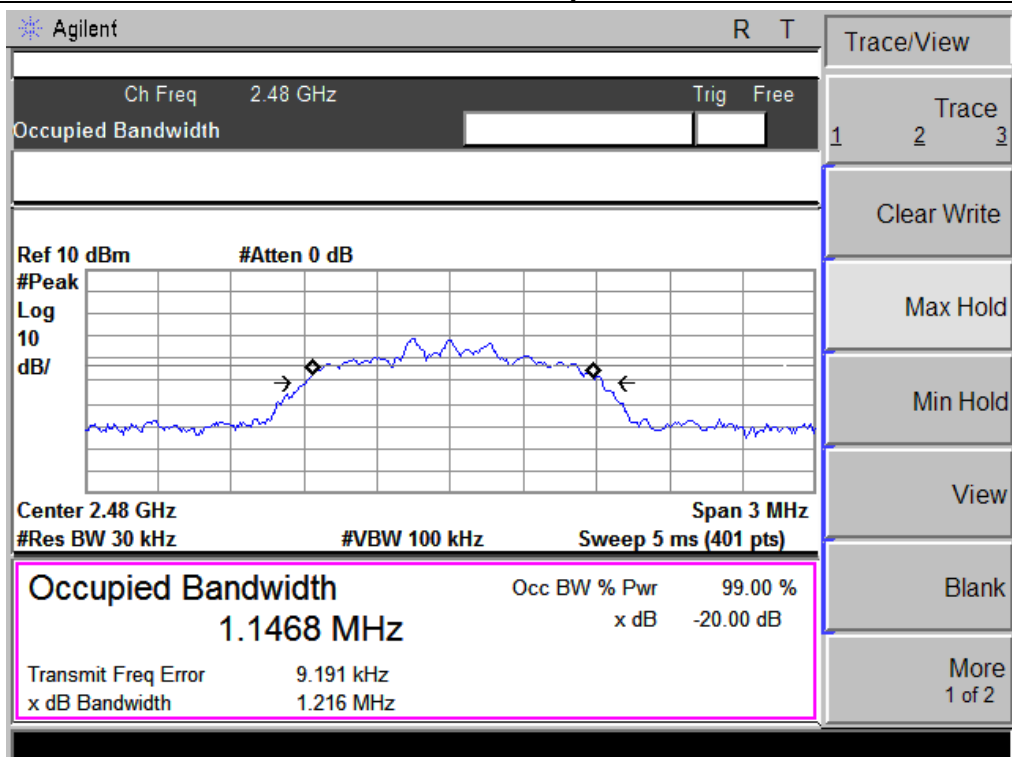 Agilent R T
Ch Freq 2.48 GHz Trig Free
Occupied Bandwidth
Ref 10 dBm #Atten 0 dB
#Peak
Log
10
dB/
Center 2.48 GHz Span 3 MHz
#Res BW 30 kHz #VBW 100 kHz Sweep 5 ms (401 pts)
Occupied Bandwidth Occ BW % Pwr 99.00 %
1.1468 MHz x dB -20.00 dB
Transmit Freq Error 9.191 kHz
x dB Bandwidth 1.216 MHz
Trace/View
Trace
1 2 3
Clear Write
Max Hold
Min Hold
View
Blank
More
1 of 2